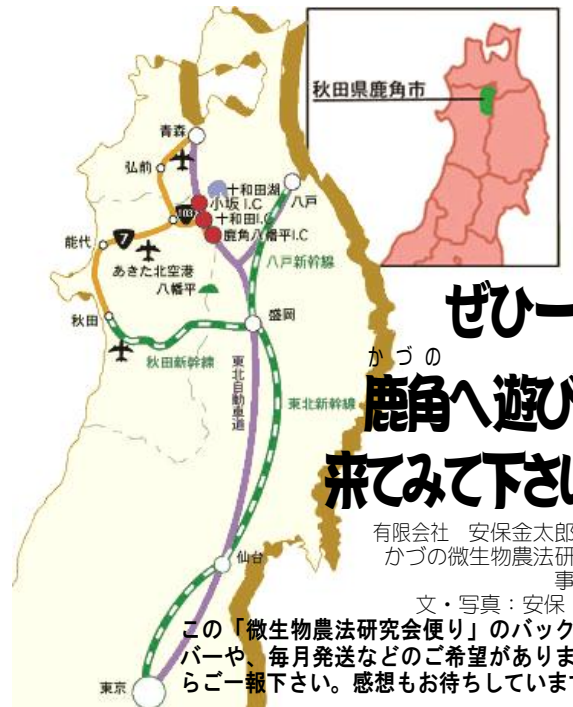 秋田県鹿角市
青森
弘前
十和田湖
小坂I.C
八戸
103
十和田I.C
鹿角八幡平I.C
能代
7
あきた北空港
八戸新幹線
八幡平
秋田
盛岡
秋田新幹線
東北自動車道
東北新幹線
仙台
東京
ぜひ一
かづの
鹿角へ遊び
来てみて下さい
有限会社 安保金太郎
かづの微生物農法研
事
文・写真：安保
この「微生物農法研究会便り」のバック
バーや、毎月発送などのご希望がありま
らご一報下さい。感想もお待ちしています